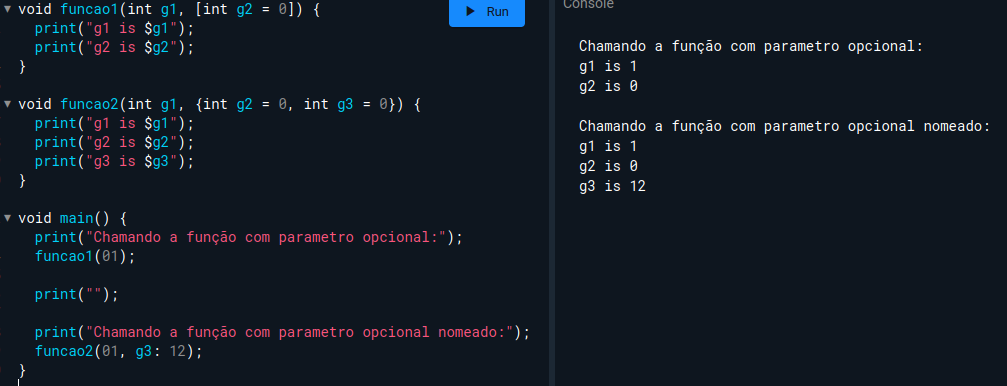 void funcao1(int g1, [int g2 = 0]) {
  print("g1 is $g1");
  print("g2 is $g2");
}

void funcao2(int g1, {int g2 = 0, int g3 = 0}) {
  print("g1 is $g1");
  print("g2 is $g2");
  print("g3 is $g3");
}

void main() {
  print("Chamando a função com parametro opcional:");
  funcao1(01);

  print("");

  print("Chamando a função com parametro opcional nomeado:");
  funcao2(01, g3: 12);
}
Run
Console
Chamando a função com parametro opcional:
g1 is 1
g2 is 0

Chamando a função com parametro opcional nomeado:
g1 is 1
g2 is 0
g3 is 12